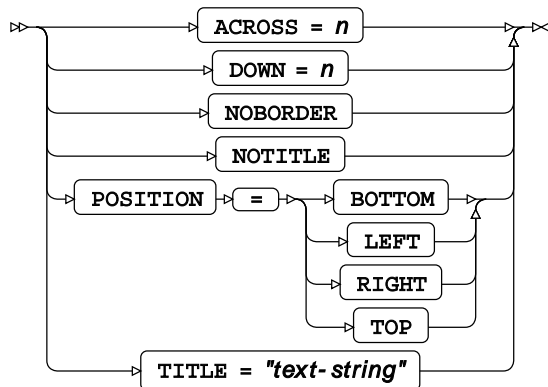 ACROSS = n
DOWN = n
NOBORDER
NOTITLE
POSITION = BOTTOM
LEFT
RIGHT
TOP
TITLE = "text-string"